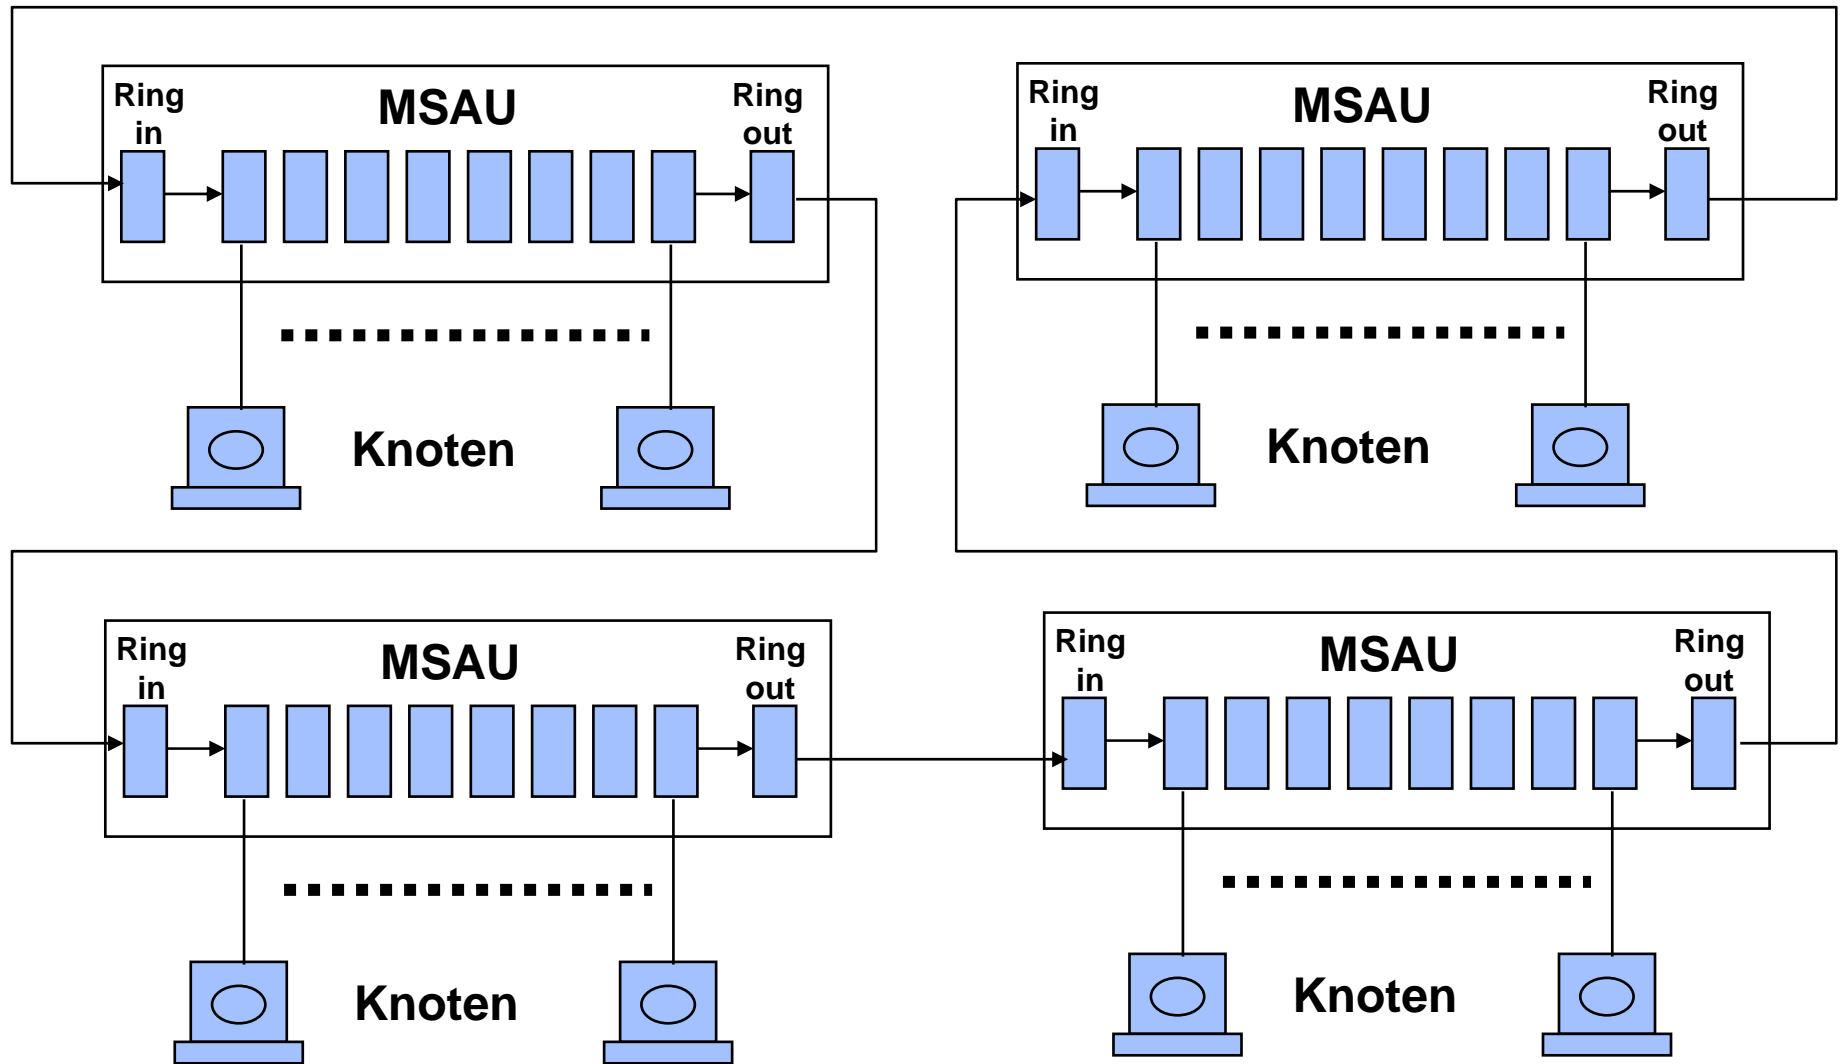 Ring
in
MSAU
Ring
out
Knoten
Ring
in
MSAU
Ring
out
Knoten
Ring
in
MSAU
Ring
out
Knoten
Ring
in
MSAU
Ring
out
Knoten